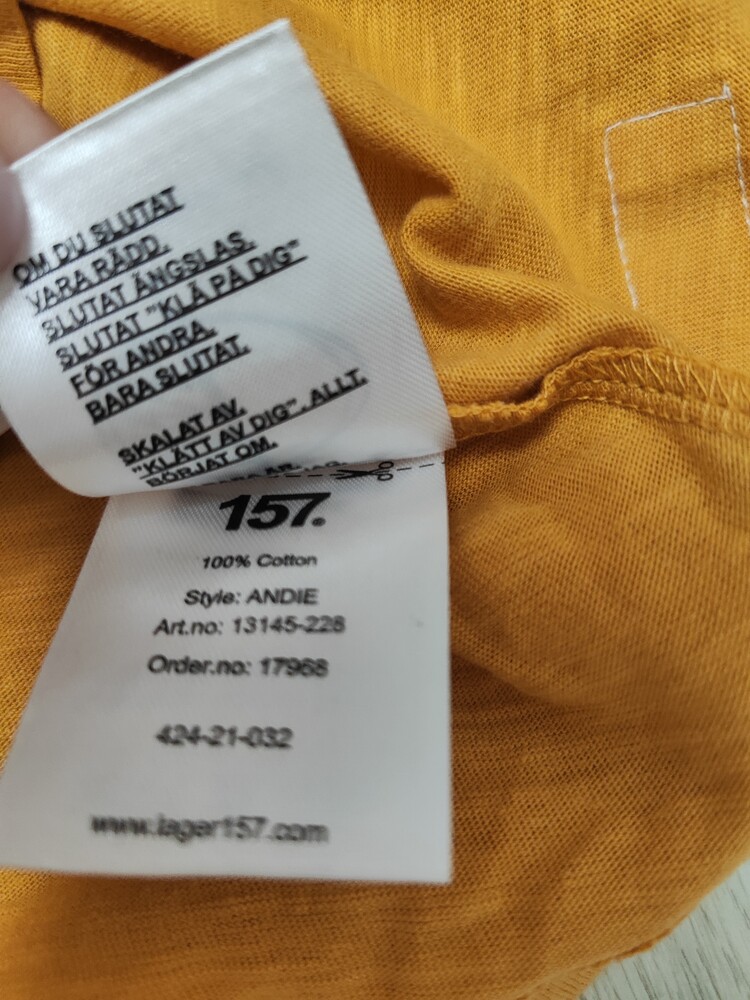 OM DU SLUTAT
VARA RÄDD.
SLUTAT ÄNGSLAS.
SLUTAT "KLÄ PÅ DIG"
FÖR ANDRA.
BARA SLUTAT.
SKALAT AV.
"KLÄTT AV DIG". ALLT.
BÖRJAT OM.
157.
100% Cotton
Style: ANDIE
Art.no: 13145-228
Order.no: 17968
424-21-032
www.lager157.com